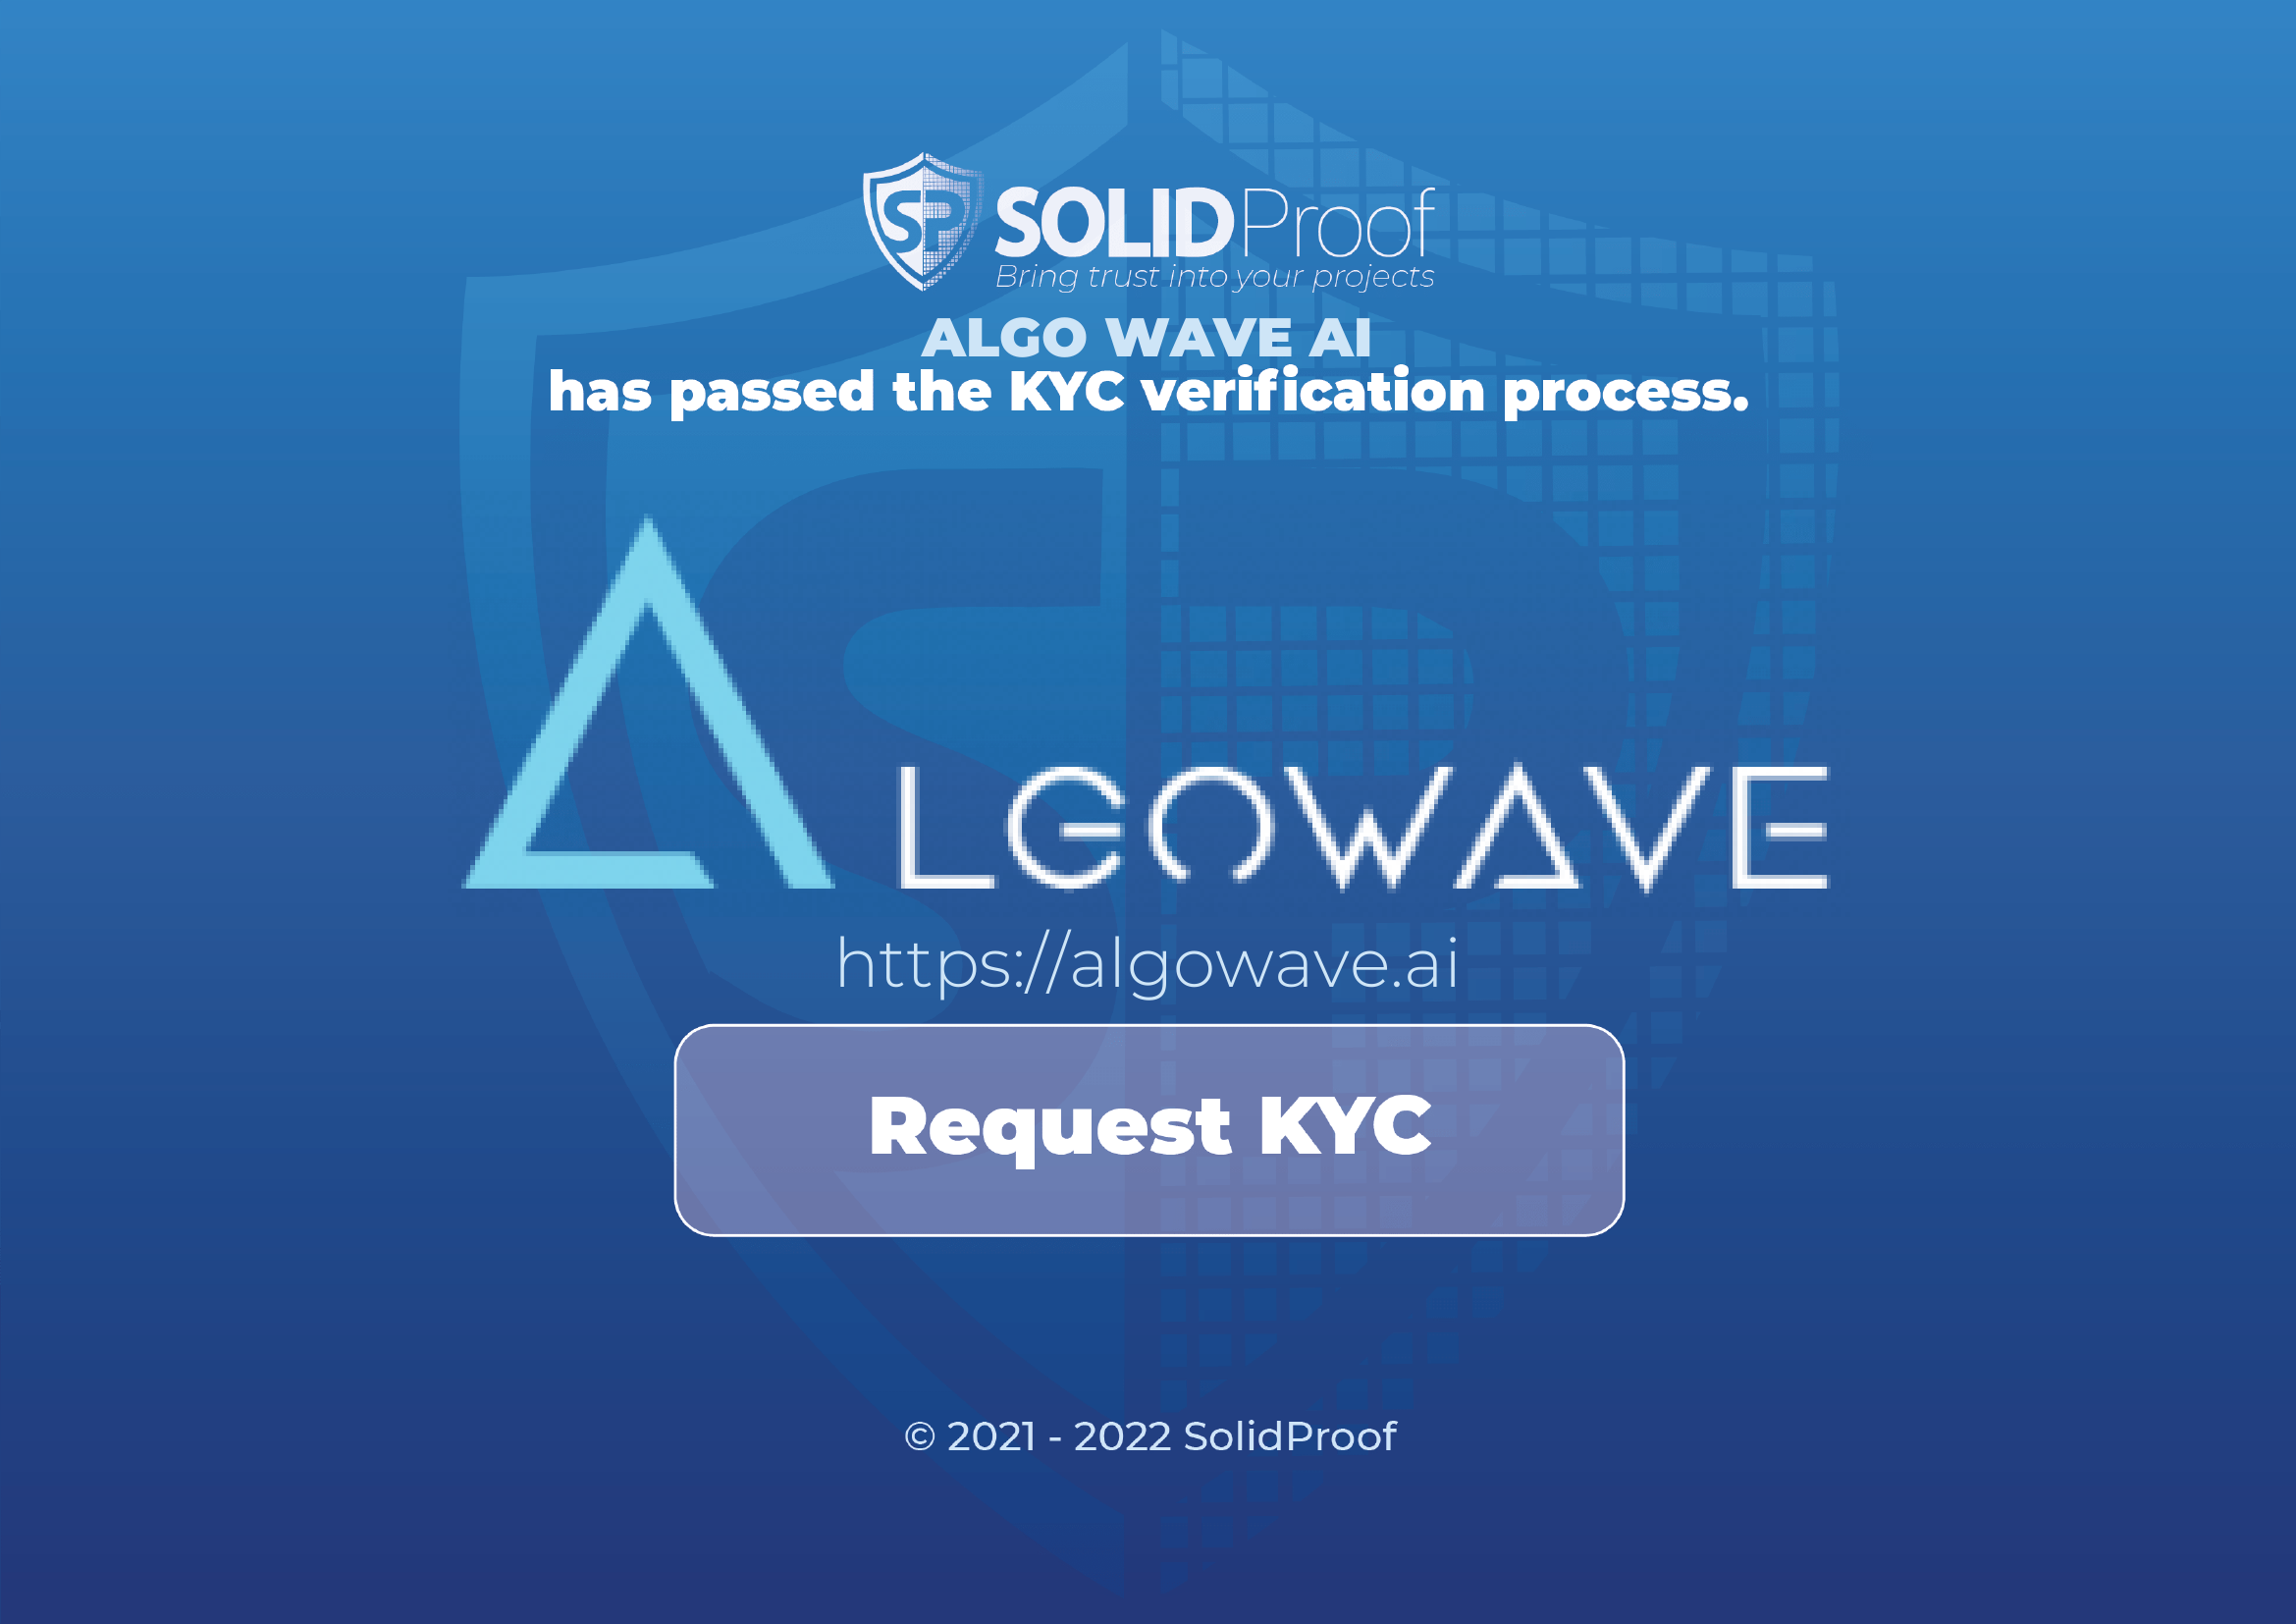 SP SOLIDProof
Bring trust into your projects
ALGO WAVE AI
has passed the KYC verification process.
ALGOWAVE
https://algowave.ai
Request KYC
© 2021 - 2022 SolidProof